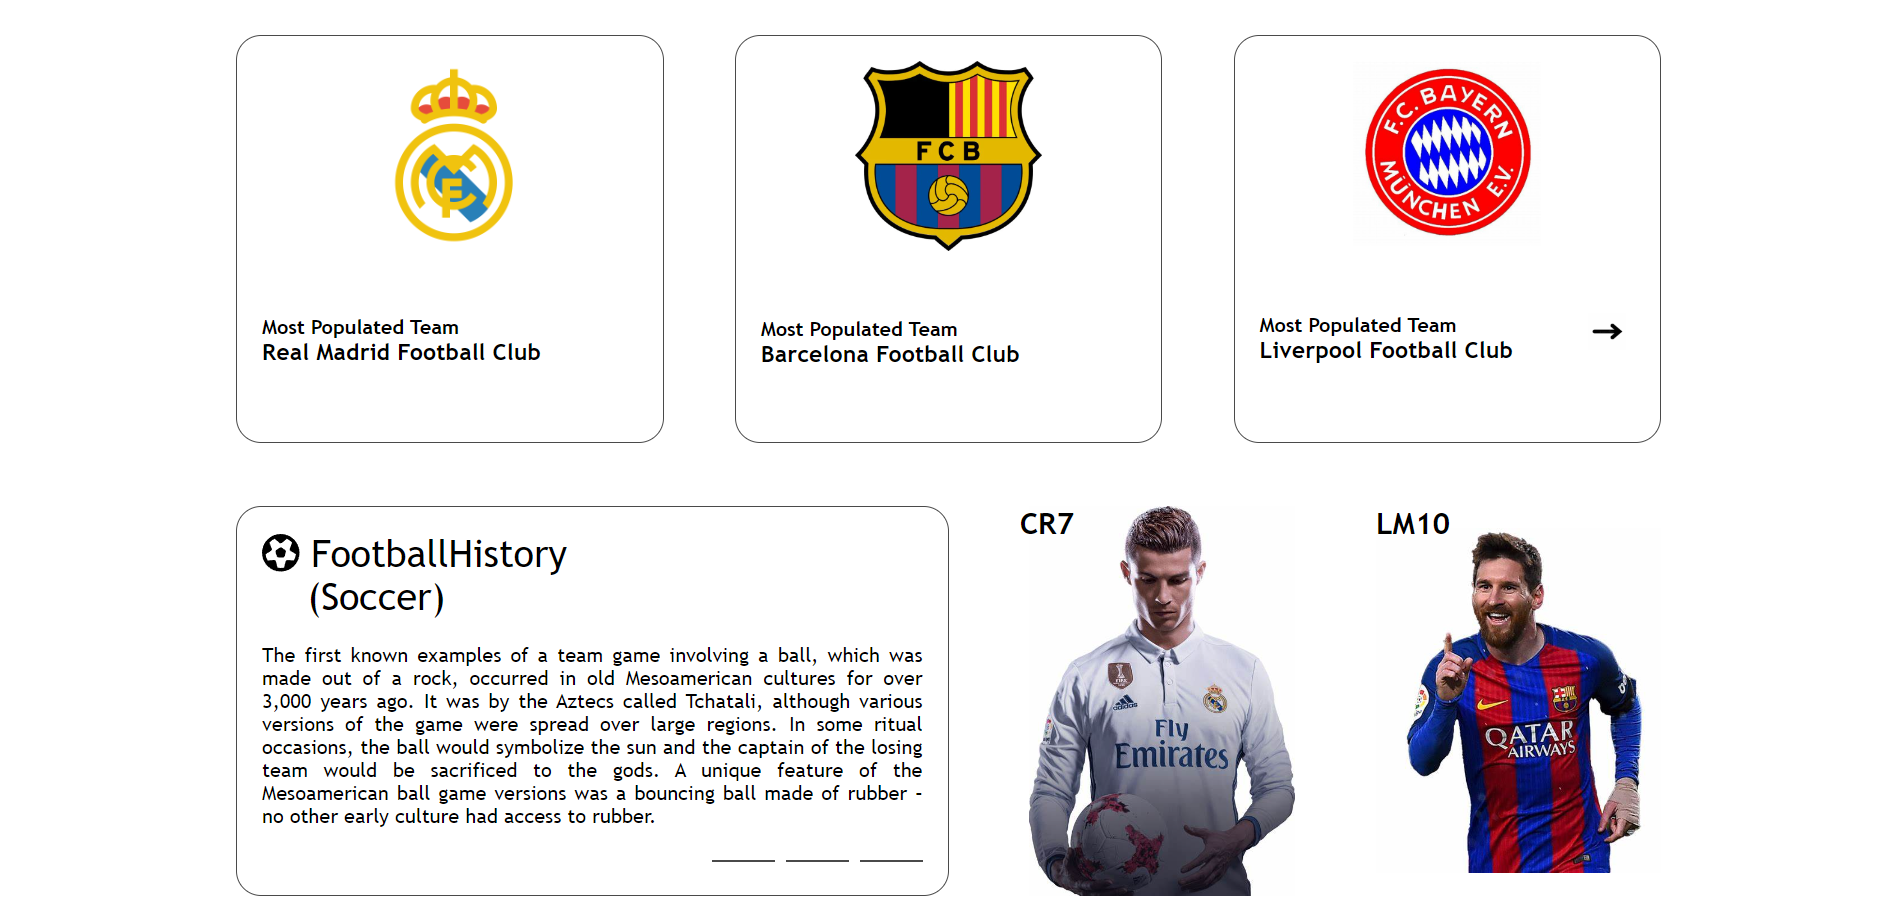 F.C. BAYERN
MÜNCHEN E.V.
FCB
Most Populated Team
Real Madrid Football Club
Most Populated Team
Barcelona Football Club
Most Populated Team
Liverpool Football Club
FootballHistory
(Soccer)
The first known examples of a team game involving a ball, which was
made out of a rock, occurred in old Mesoamerican cultures for over
3,000 years ago. It was by the Aztecs called Tchatali, although various
versions of the game were spread over large regions. In some ritual
occasions, the ball would symbolize the sun and the captain of the losing
team would be sacrificed to the gods. A unique feature of the
Mesoamerican ball game versions was a bouncing ball made of rubber -
no other early culture had access to rubber.
CR7
adidas
Fly
Emirates
LM10
QATAR
AIRWAYS